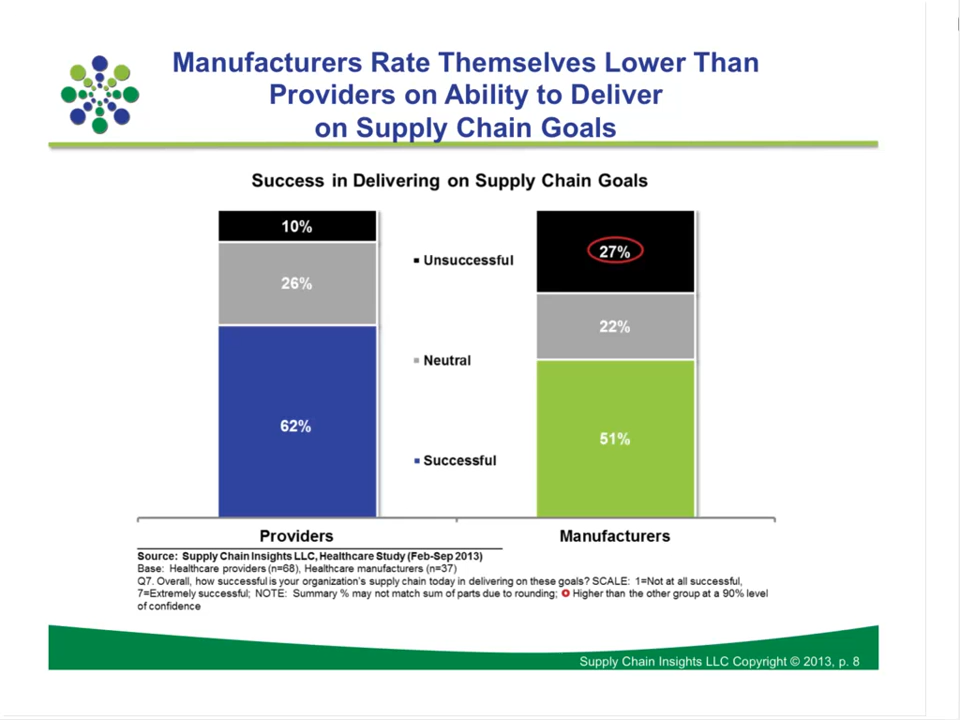 Manufacturers Rate Themselves Lower Than
Providers on Ability to Deliver
on Supply Chain Goals
Success in Delivering on Supply Chain Goals
10%
26%
62%
Unsuccessful
Neutral
Successful
27%
22%
51%
Providers
Manufacturers
Source: Supply Chain Insights LLC, Healthcare Study (Feb-Sep 2013)
Base: Healthcare providers (n=68), Healthcare manufacturers (n=37)
Q7. Overall, how successful is your organization's supply chain today in delivering on these goals? SCALE: 1=Not at all successful,
7=Extremely successful; NOTE: Summary % may not match sum of parts due to rounding; O Higher than the other group at a 90% level
of confidence
Supply Chain Insights LLC Copyright © 2013, p. 8